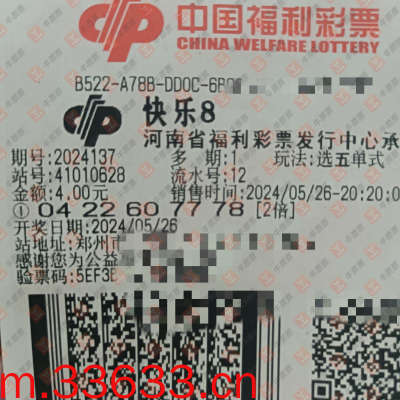 中国福利彩票
CHINA WELFARE LOTTERY
B522-A78B-DD0C-6B
快乐8
河南省福利彩票发行中心承
期号:2024137 多期:1 玩法:选五单式
站号:41010628 流水号:12
金额:4.00元 销售时间:2024/05/26-20:20:0
① 04 22 60 77 78 [2倍]
开奖日期:2024/05/26
站地址:郑州市
感谢您为公益
验票码:5EF3E
m.33633.cn